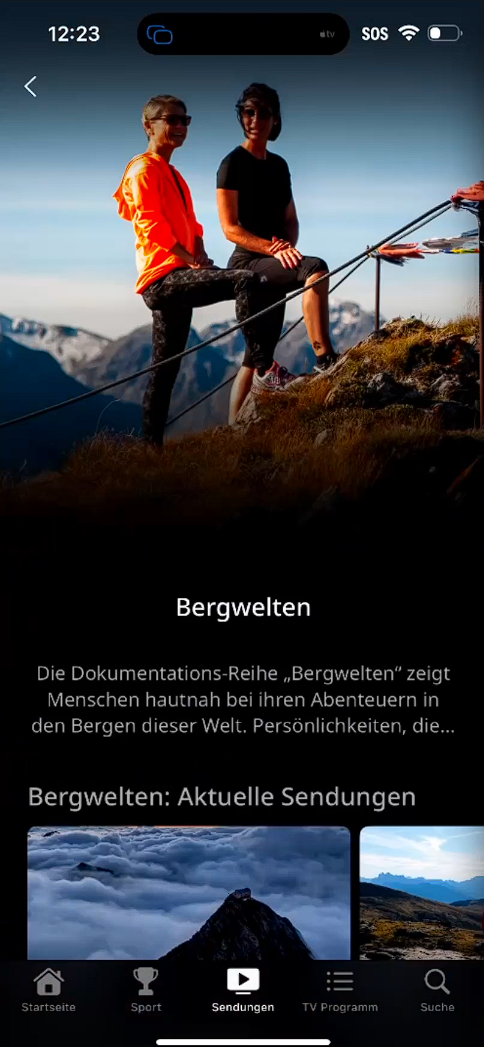 12:23
tv
SOS
Bergwelten
Die Dokumentations-Reihe „Bergwelten“ zeigt
Menschen hautnah bei ihren Abenteuern in
den Bergen dieser Welt. Persönlichkeiten, die...
Bergwelten: Aktuelle Sendungen
Startseite
Sport
Sendungen
TV Programm
Suche